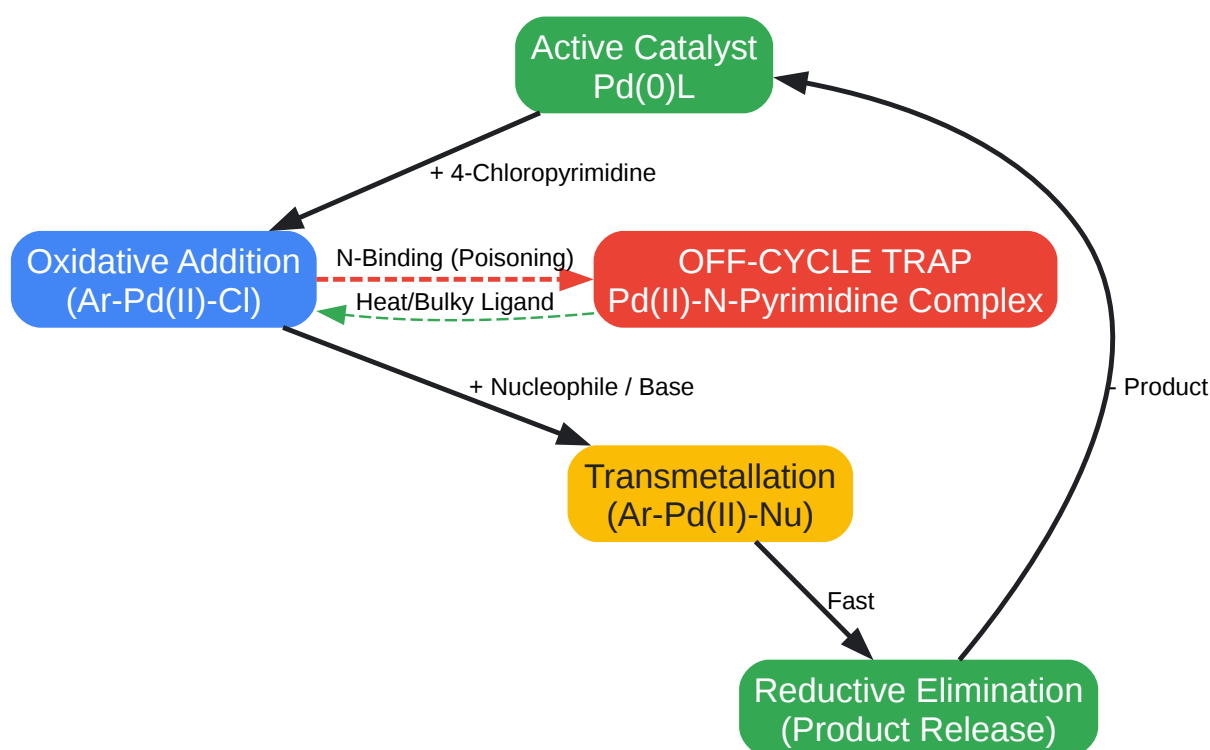 Active Catalyst
Pd(0)L
+ 4-Chloropyrimidine
Oxidative Addition
(Ar-Pd(II)-Cl)
N-Binding (Poisoning)
Heat/Bulky Ligand
OFF-CYCLE TRAP
Pd(II)-N-Pyrimidine Complex
+ Nucleophile / Base
- Product
Transmetallation
(Ar-Pd(II)-Nu)
Fast
Reductive Elimination
(Product Release)